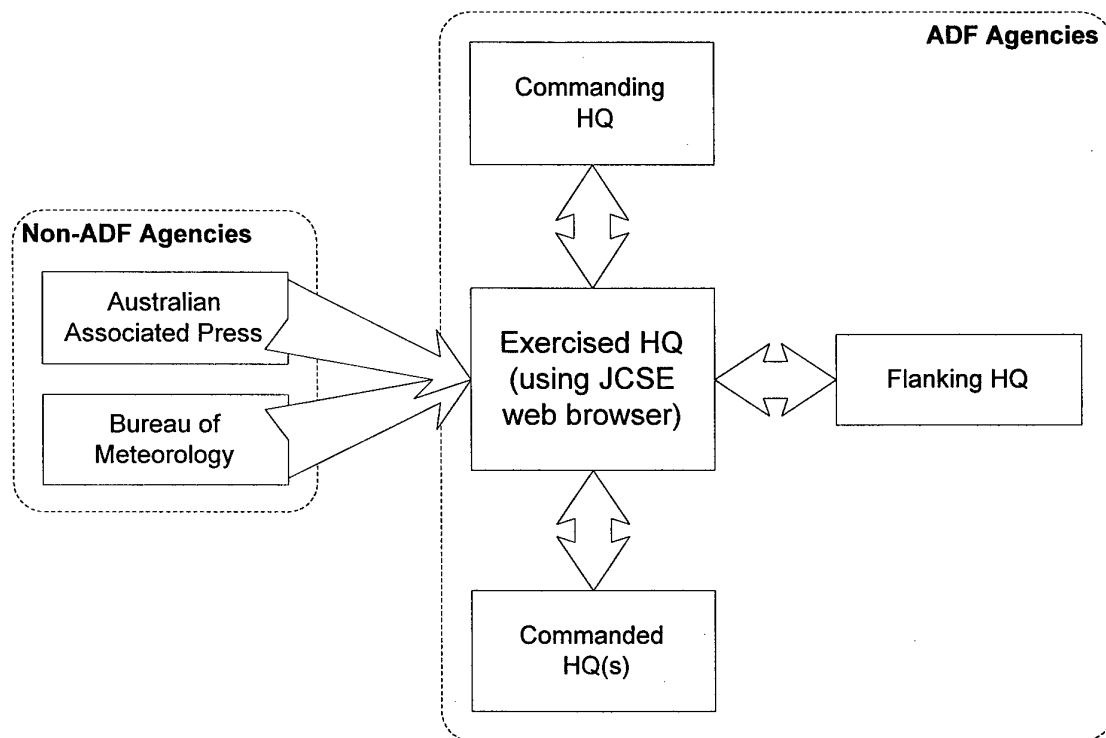 ADF Agencies
Commanding
HQ
Non-ADF Agencies
Australian
Associated Press
Bureau of
Meteorology
Exercised HQ
(using JCSE
web browser)
Flanking HQ
Commanded
HQ(s)